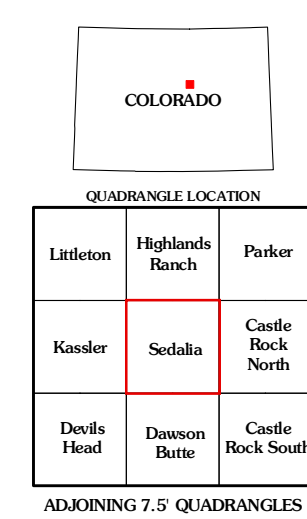 COLORADO
QUADRANGLE LOCATION
Littleton
Highlands
Ranch
Parker
Kassler
Sedalia
Castle
Rock
North
Devils
Head
Dawson
Butte
Castle
Rock South
ADJOINING 7.5' QUADRANGLES